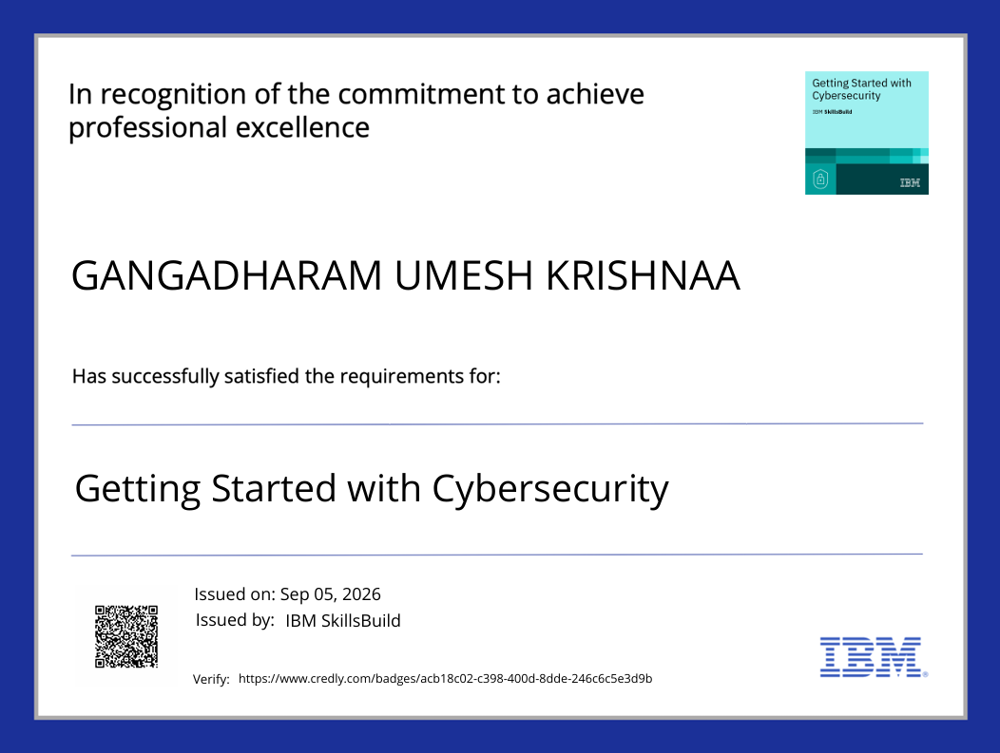 In recognition of the commitment to achieve
professional excellence
Getting Started with
Cybersecurity
IBM SkillsBuild
IBM
GANGADHARAM UMESH KRISHNAA
Has successfully satisfied the requirements for:
Getting Started with Cybersecurity
Issued on: Sep 05, 2026
Issued by: IBM SkillsBuild
Verify: https://www.credly.com/badges/acb18c02-c398-400d-8dde-246c6c5e3d9b
IBM®